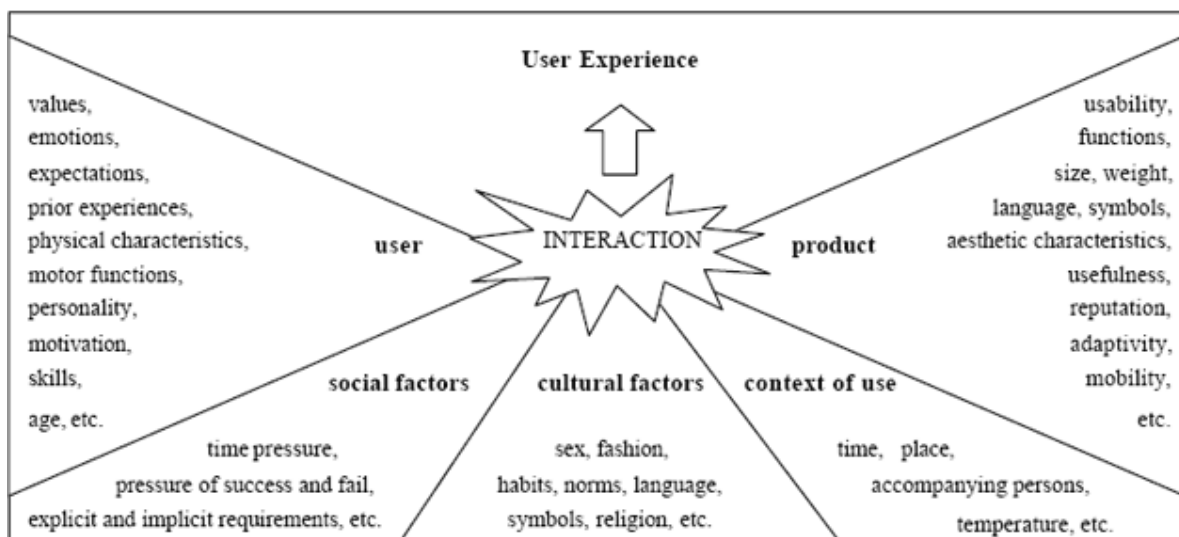 User Experience
values,
emotions,
expectations,
prior experiences,
physical characteristics,
motor functions,
personality,
motivation,
skills,
age, etc.
user
INTERACTION
product
usability,
functions,
size, weight,
language, symbols,
aesthetic characteristics,
usefulness,
reputation,
adaptivity,
mobility,
etc.
social factors
time pressure,
pressure of success and fail,
explicit and implicit requirements, etc.
cultural factors
sex, fashion,
habits, norms, language,
symbols, religion, etc.
context of use
time, place,
accompanying persons,
temperature, etc.